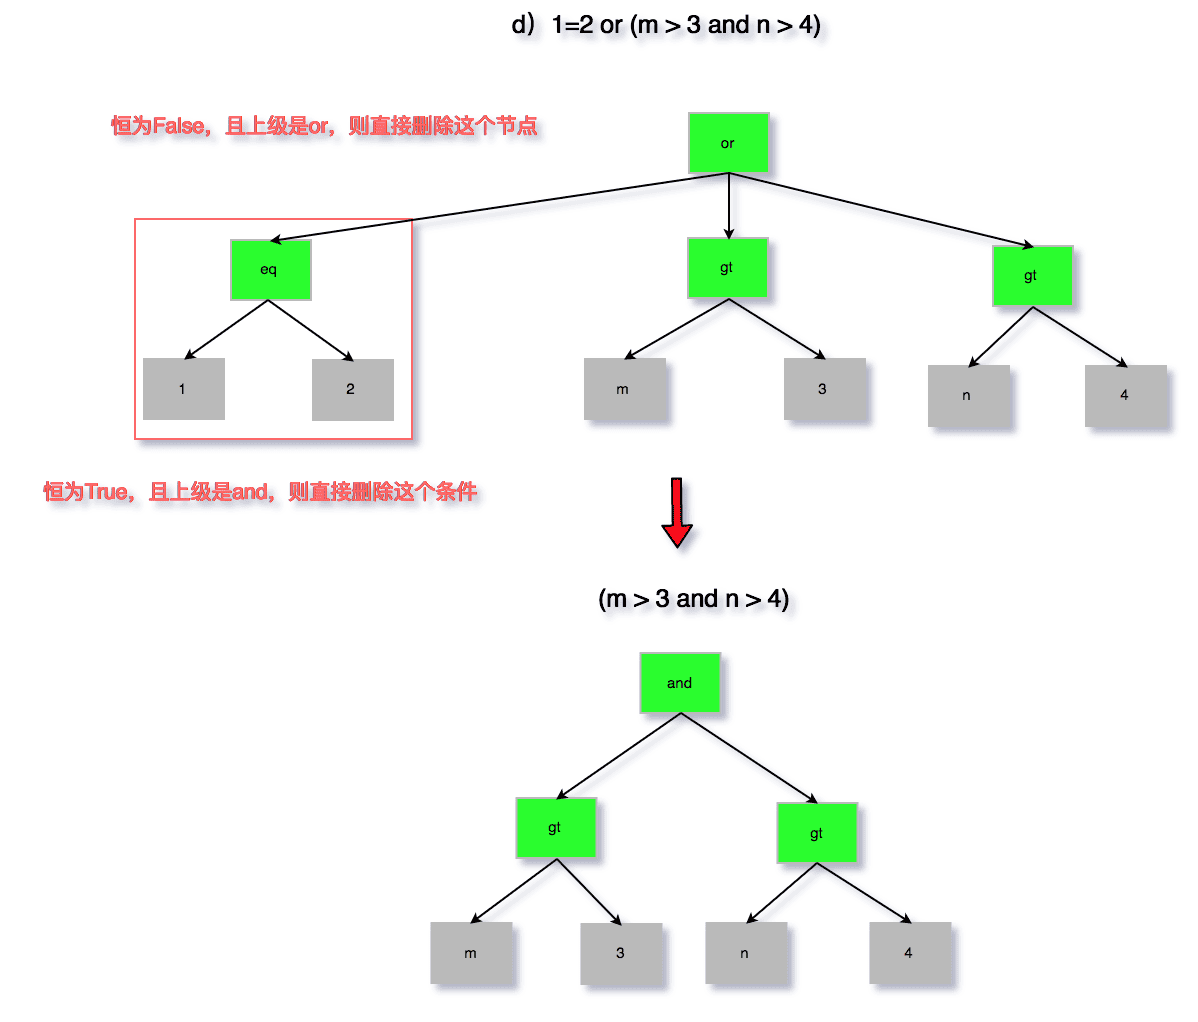 d）1=2 or (m > 3 and n > 4)
恒为False，且上级是or，则直接删除这个节点
or
eq
gt
gt
1
2
m
3
n
4
恒为True，且上级是and，则直接删除这个条件
(m > 3 and n > 4)
and
gt
gt
m
3
n
4